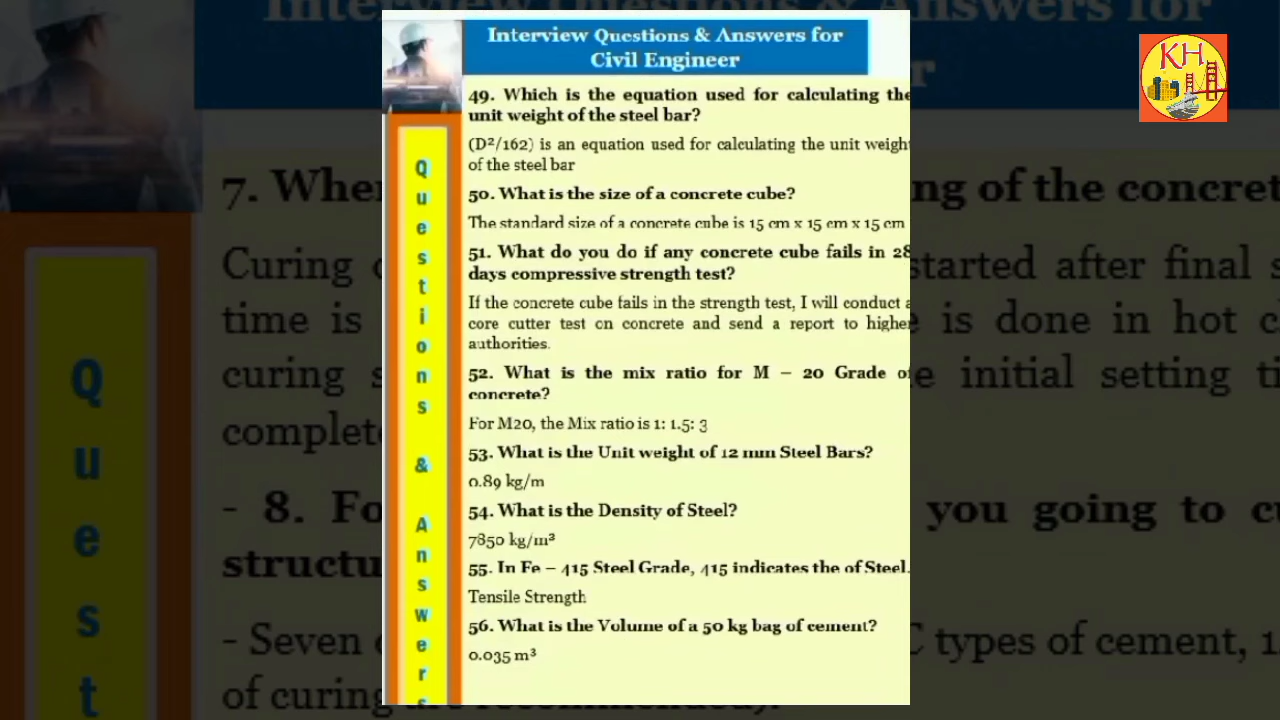 Interview Questions & Answers for
Civil Engineer
KH
49. Which is the equation used for calculating the
unit weight of the steel bar?
(D²/162) is an equation used for calculating the unit weight
of the steel bar
50. What is the size of a concrete cube?
The standard size of a concrete cube is 15 cm x 15 cm x 15 cm
51. What do you do if any concrete cube fails in 28
days compressive strength test?
If the concrete cube fails in the strength test, I will conduct a
core cutter test on concrete and send a report to higher
authorities.
52. What is the mix ratio for M – 20 Grade of
concrete?
For M20, the Mix ratio is 1: 1.5: 3
53. What is the Unit weight of 12 mm Steel Bars?
0.89 kg/m
54. What is the Density of Steel?
7850 kg/m³
55. In Fe – 415 Steel Grade, 415 indicates the of Steel.
Tensile Strength
56. What is the Volume of a 50 kg bag of cement?
0.035 m³
Questions & Answers
7. Whe
ng of the concret
Curing
started after final s
time is
e is done in hot c
curing s
e initial setting ti
complete
- 8. Fo
you going to cu
structu
- Seven
C types of cement, 1
of curing are recommended).
Quest